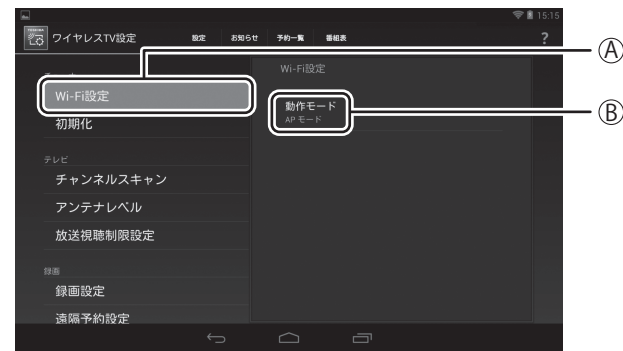 15:15
TOSHIBA
ワイヤレスTV設定 設定 お知らせ 予約一覧 番組表 ?
Ⓐ
Wi-Fi設定
Wi-Fi設定
動作モード
APモード
Ⓑ
初期化
テレビ
チャンネルスキャン
アンテナレベル
放送視聴制限設定
録画
録画設定
遠隔予約設定